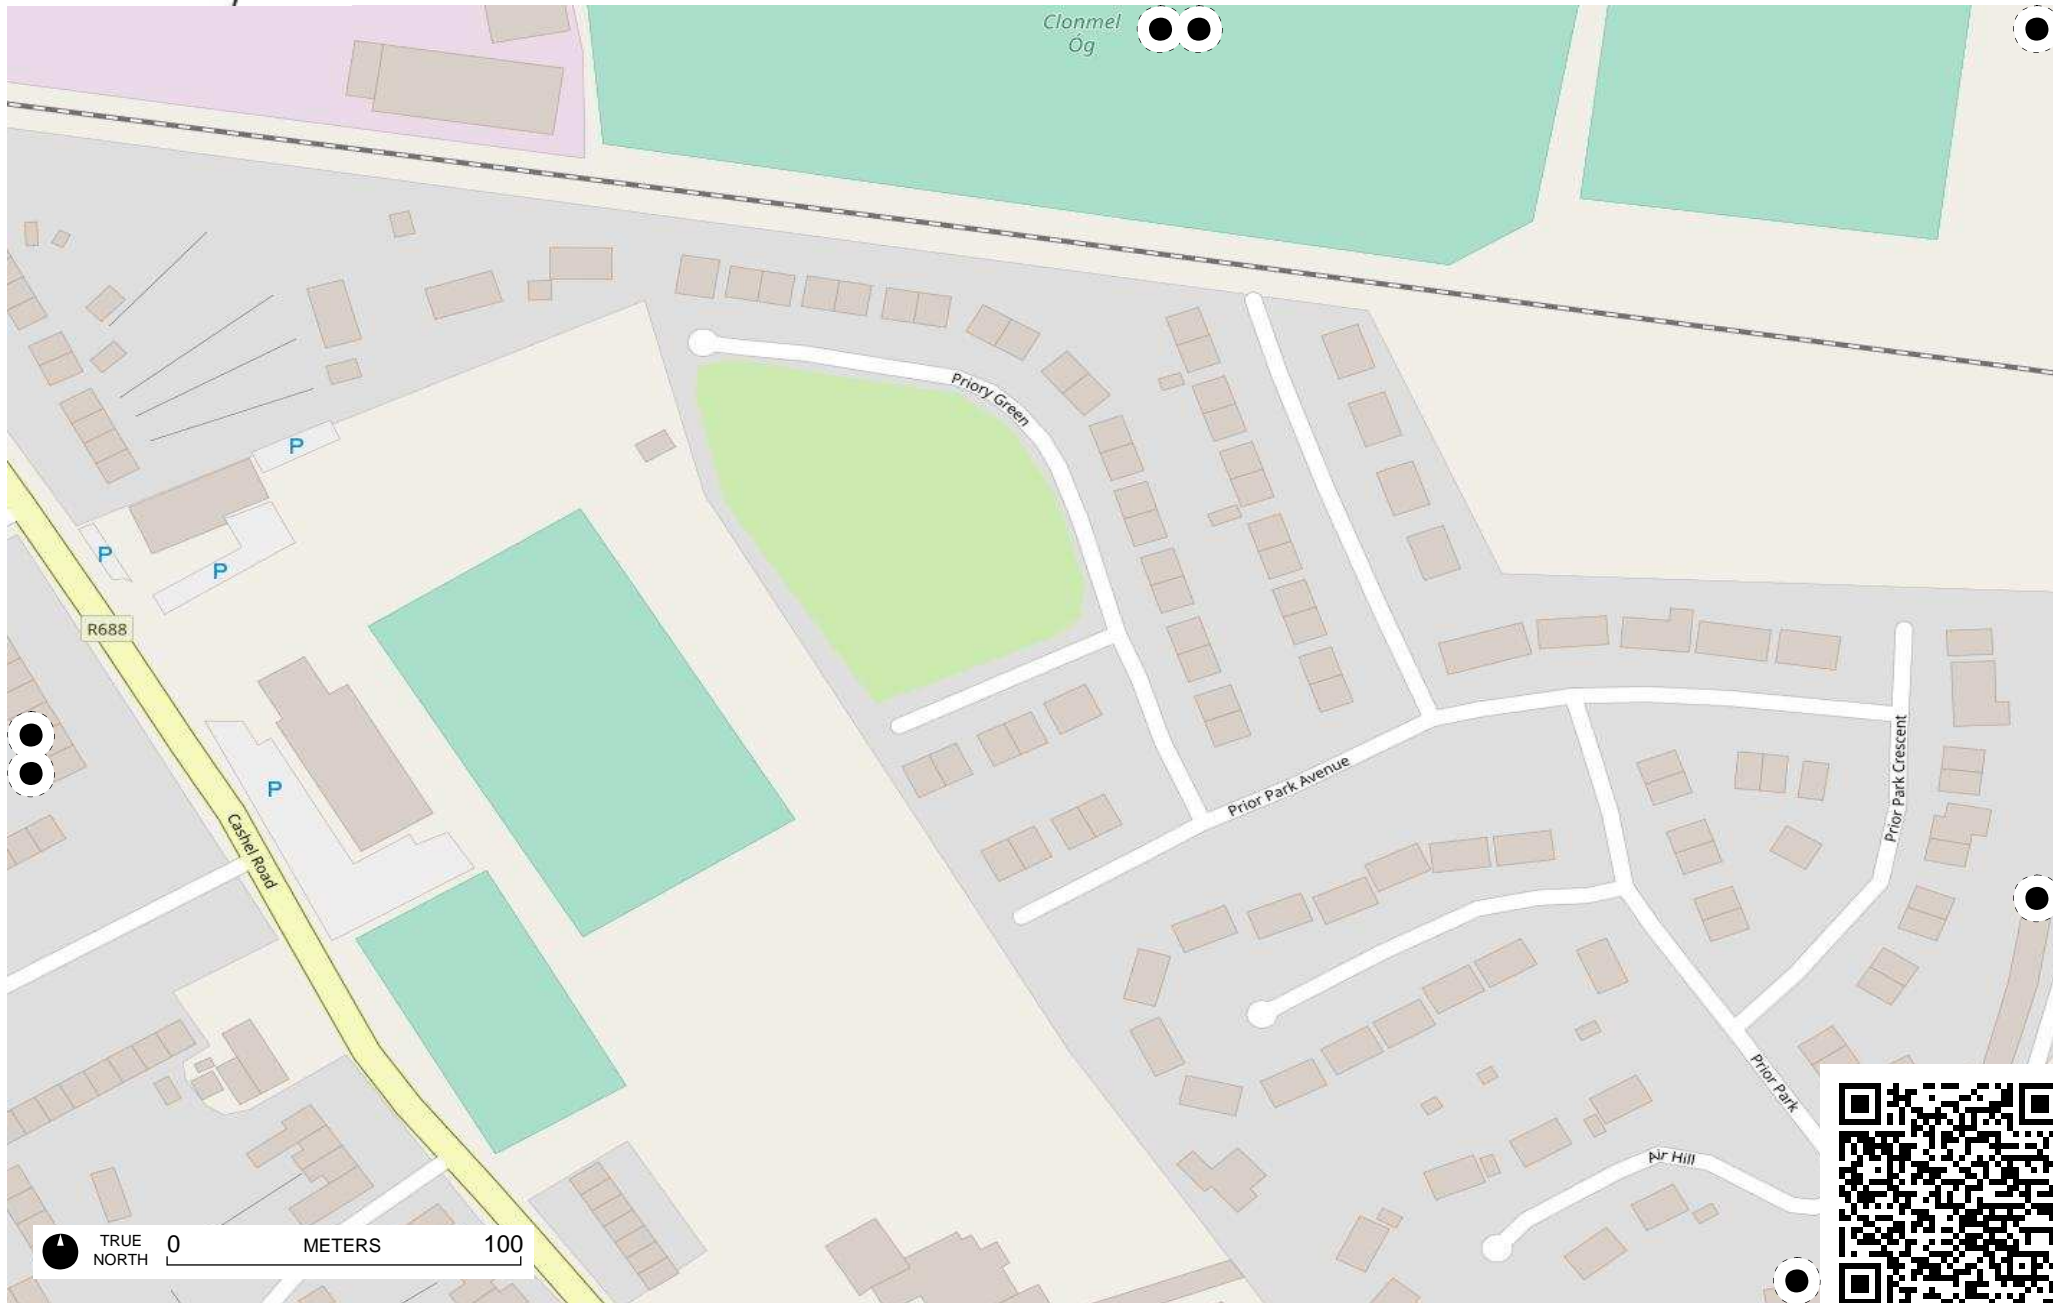 Clonmel
Óg
Priory Green
P
P
P
R688
Prior Park Avenue
Prior Park Crescent
P
Cashel Road
Prior Park
Air Hill
TRUE
NORTH
0 METERS 100